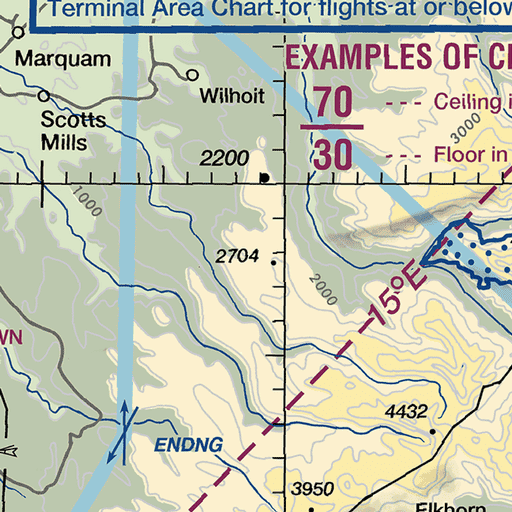 Terminal Area Chart for flights at or below
EXAMPLES OF
Marquam
Wilhoit
70
Ceiling
Scotts
Mills
3000
30
Floor in
2200
1000
2704
2000
15°E
WN
4432
ENDNG
3950
Elkhorn